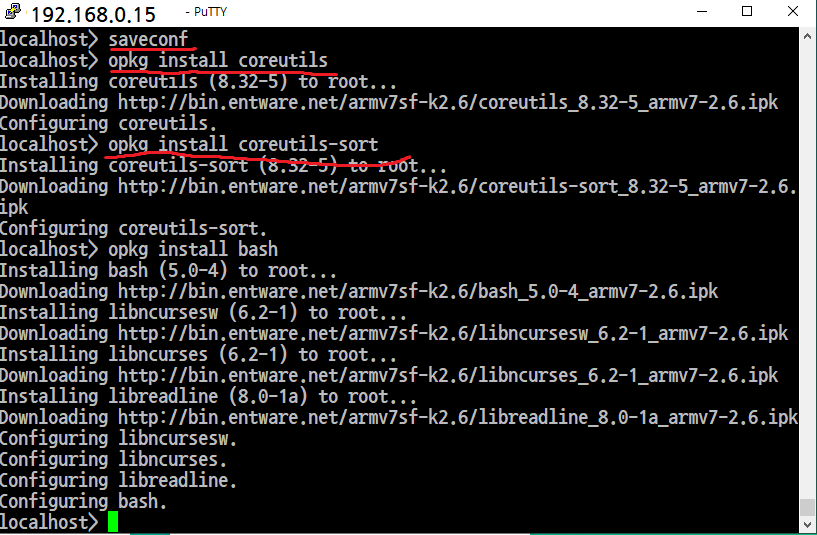 192.168.0.15 - PuTTY
localhost> saveconf
localhost> opkg install coreutils
Installing coreutils (8.32-5) to root...
Downloading http://bin.entware.net/armv7sf-k2.6/coreutils_8.32-5_armv7-2.6.ipk
Configuring coreutils.
localhost> opkg install coreutils-sort
Installing coreutils-sort (8.32-5) to root...
Downloading http://bin.entware.net/armv7sf-k2.6/coreutils-sort_8.32-5_armv7-2.6.
ipk
Configuring coreutils-sort.
localhost> opkg install bash
Installing bash (5.0-4) to root...
Downloading http://bin.entware.net/armv7sf-k2.6/bash_5.0-4_armv7-2.6.ipk
Installing libncursesw (6.2-1) to root...
Downloading http://bin.entware.net/armv7sf-k2.6/libncursesw_6.2-1_armv7-2.6.ipk
Installing libncurses (6.2-1) to root...
Downloading http://bin.entware.net/armv7sf-k2.6/libncurses_6.2-1_armv7-2.6.ipk
Installing libreadline (8.0-1a) to root...
Downloading http://bin.entware.net/armv7sf-k2.6/libreadline_8.0-1a_armv7-2.6.ipk
Configuring libncursesw.
Configuring libncurses.
Configuring libreadline.
Configuring bash.
localhost>